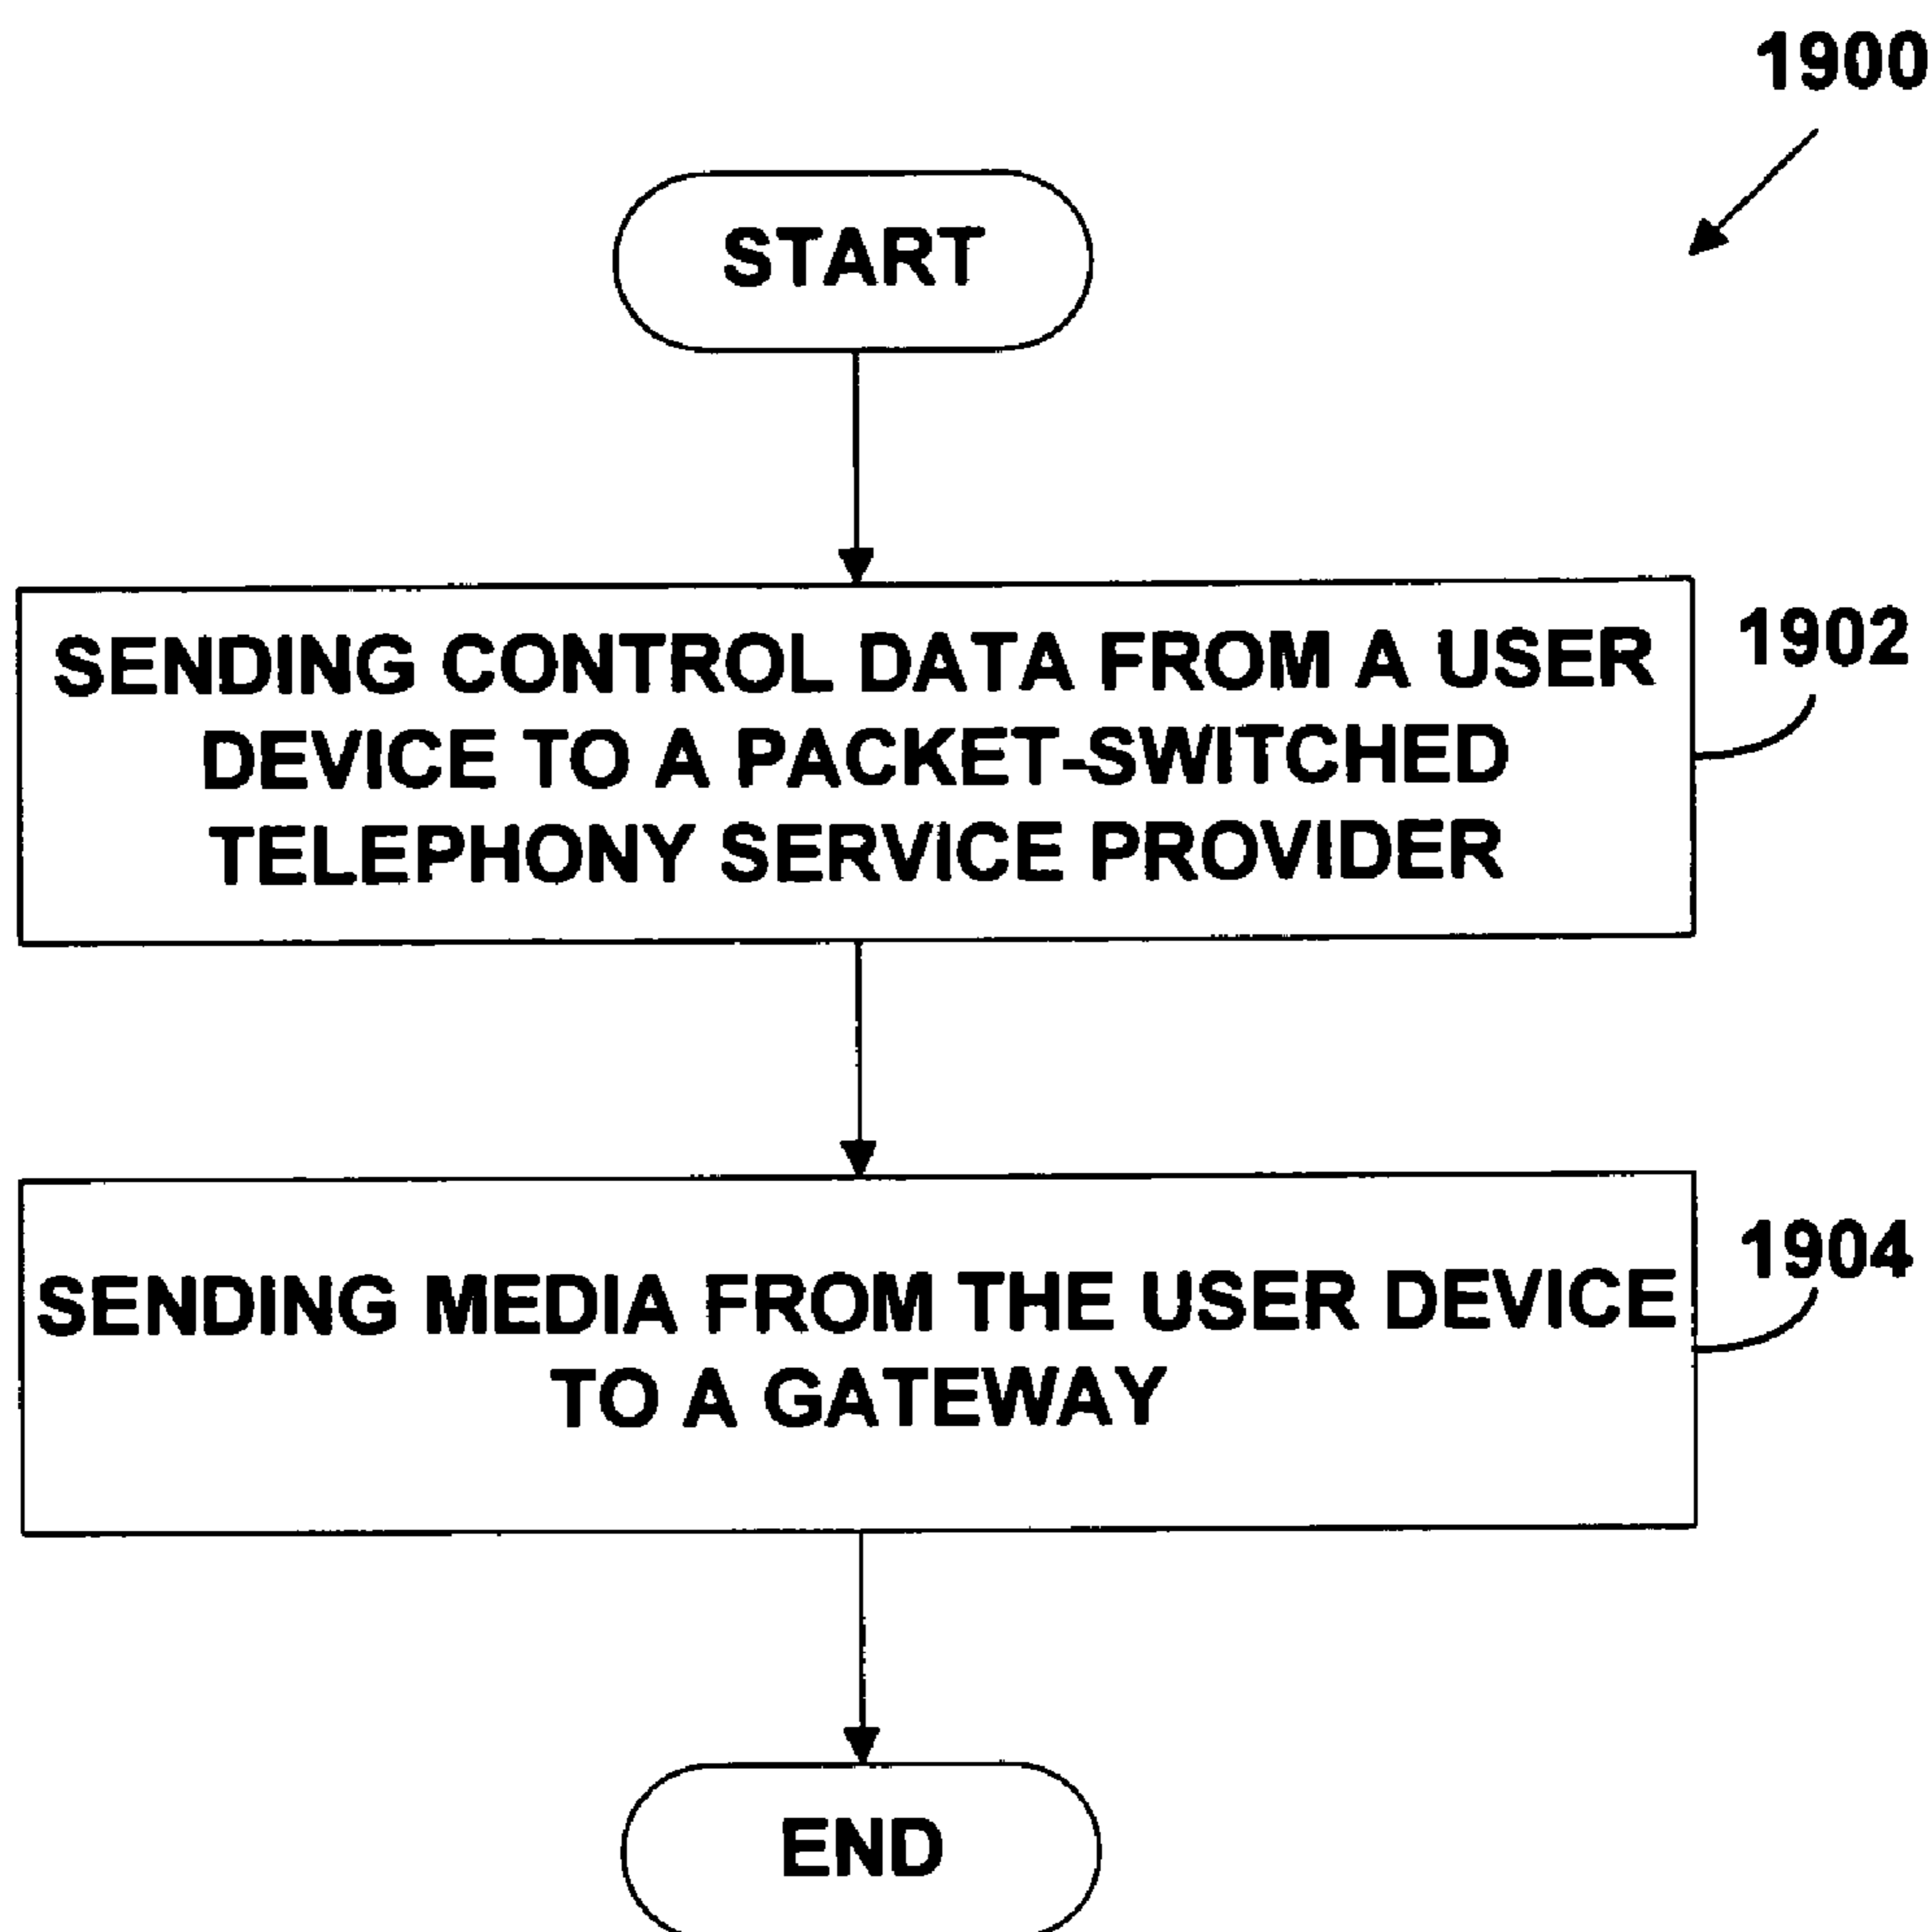 1900
START
SENDING CONTROL DATA FROM A USER
DEVICE TO A PACKET-SWITCHED
TELEPHONY SERVICE PROVIDER
1902
SENDING MEDIA FROM THE USER DEVICE
TO A GATEWAY
1904
END